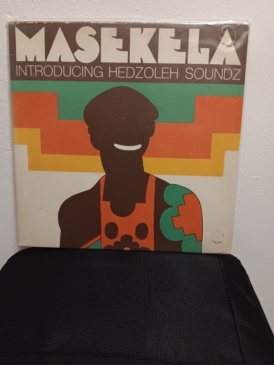 MASEKELA
INTRODUCING HEDZOLEH SOUNDZ